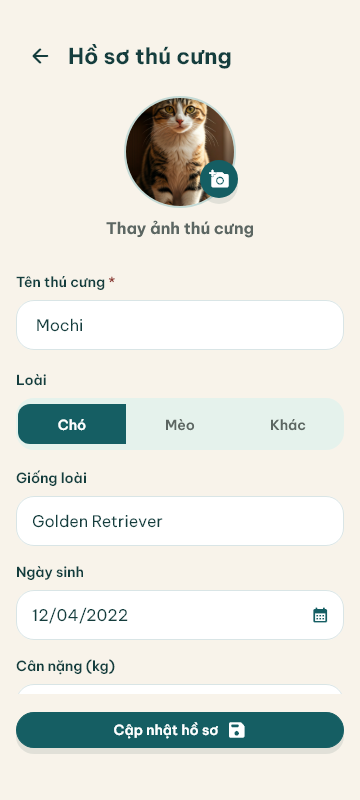 Hồ sơ thú cưng
Thay ảnh thú cưng
Tên thú cưng *
Mochi
Loài
Chó Mèo Khác
Giống loài
Golden Retriever
Ngày sinh
12/04/2022
Cân nặng (kg)
Cập nhật hồ sơ